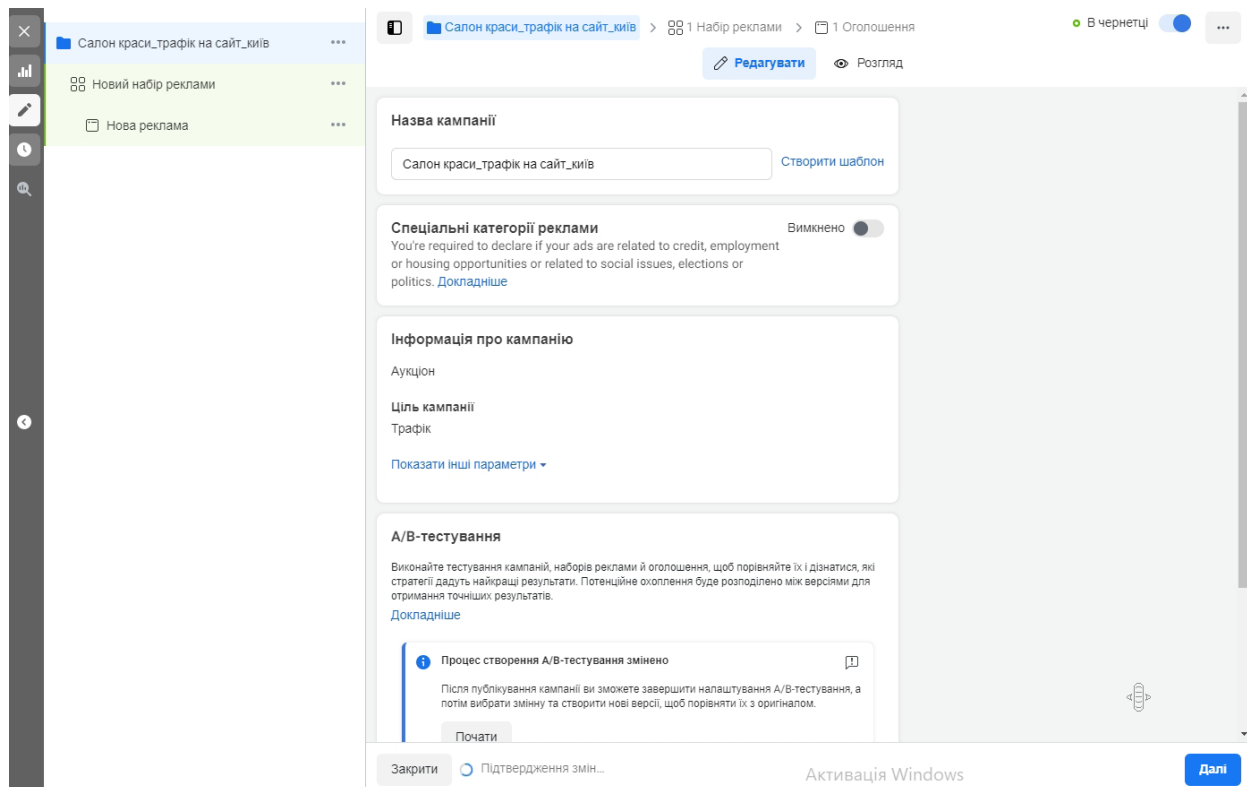 Салон краси_трафік на сайт_київ
Новий набір реклами
Нова реклама
Салон краси_трафік на сайт_київ > 1 Набір реклами > 1 Оголошення
В чернетці
Редагувати
Розгляд
Назва кампанії
Салон краси_трафік на сайт_київ
Створити шаблон
Спеціальні категорії реклами
Вимкнено
You're required to declare if your ads are related to credit, employment
or housing opportunities or related to social issues, elections or
politics. Докладніше
Інформація про кампанію
Аукціон
Ціль кампанії
Трафік
Показати інші параметри
A/B-тестування
Виконайте тестування кампаній, наборів реклами й оголошення, щоб порівняйте їх і дізнатися, які
стратегії дадуть найкращі результати. Потенційне охоплення буде розподілено між версіями для
отримання точніших результатів.
Докладніше
Процес створення A/B-тестування змінено
Після публікування кампанії ви зможете завершити налаштування A/B-тестування, а
потім вибрати змінну та створити нові версії, щоб порівняти їх з оригіналом.
Почати
Закрити
Підтвердження змін...
Активація Windows
Далі